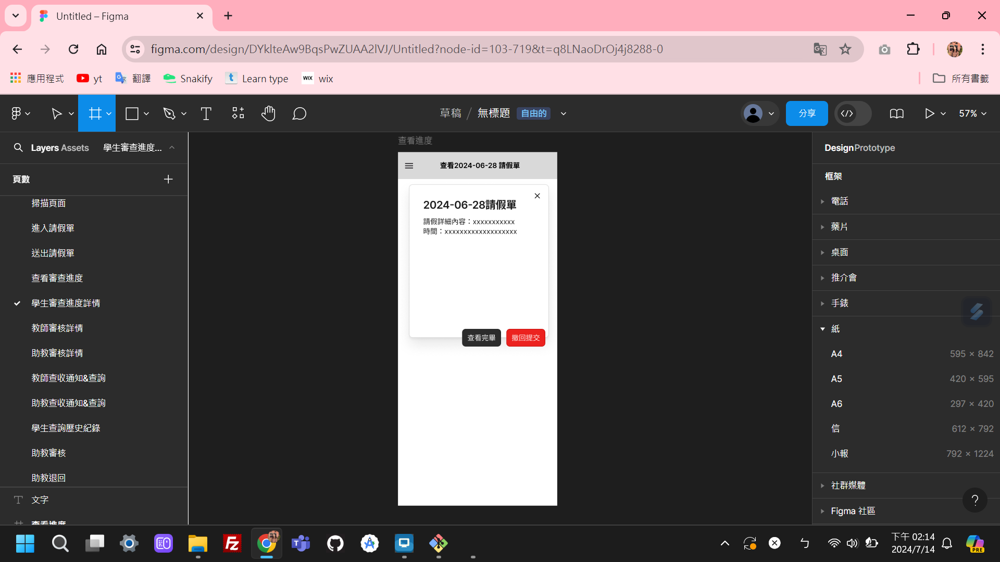 Untitled – Figma
figma.com/design/DYklteAw9BqsPwZUAA2lVJ/Untitled?node-id=103-719&t=q8LNaoDrOj4j8288-0
應用程式
yt
翻譯
Snakify
Learn type
WIX wix
所有書籤
草稿 / 無標題 自由的
分享
57%
Layers Assets 學生審查進度...
頁數
掃描頁面
進入請假單
送出請假單
查看審查進度
學生審查進度詳情
教師審核詳情
助教審核詳情
教師查收通知&查詢
助教查收通知&查詢
學生查詢歷史紀錄
助教審核
助教退回
文字
查看進度
查看進度
查看2024-06-28 請假單
2024-06-28請假單
請假詳細內容：xxxxxxxxxxx
時間：xxxxxxxxxxxxxxxxxxx
查看完畢
撤回提交
Design Prototype
框架
電話
藥片
桌面
推介會
手錶
紙
A4 595 × 842
A5 420 × 595
A6 297 × 420
信 612 × 792
小報 792 × 1224
社群媒體
Figma 社區
?
下午 02:14
2024/7/14
PRE